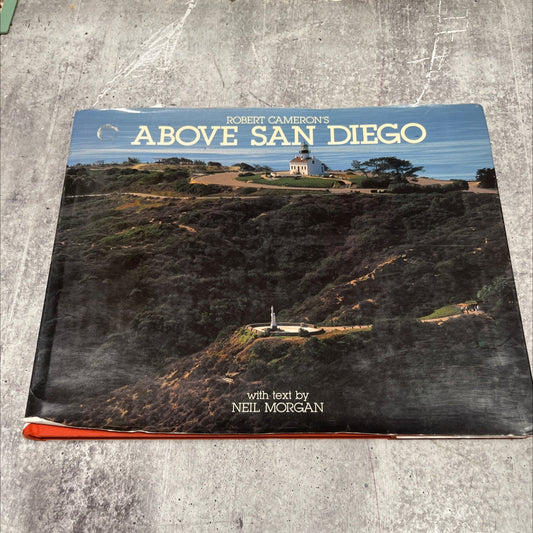 ROBERT CAMERON'S
ABOVE SAN DIEGO
with text by
NEIL MORGAN